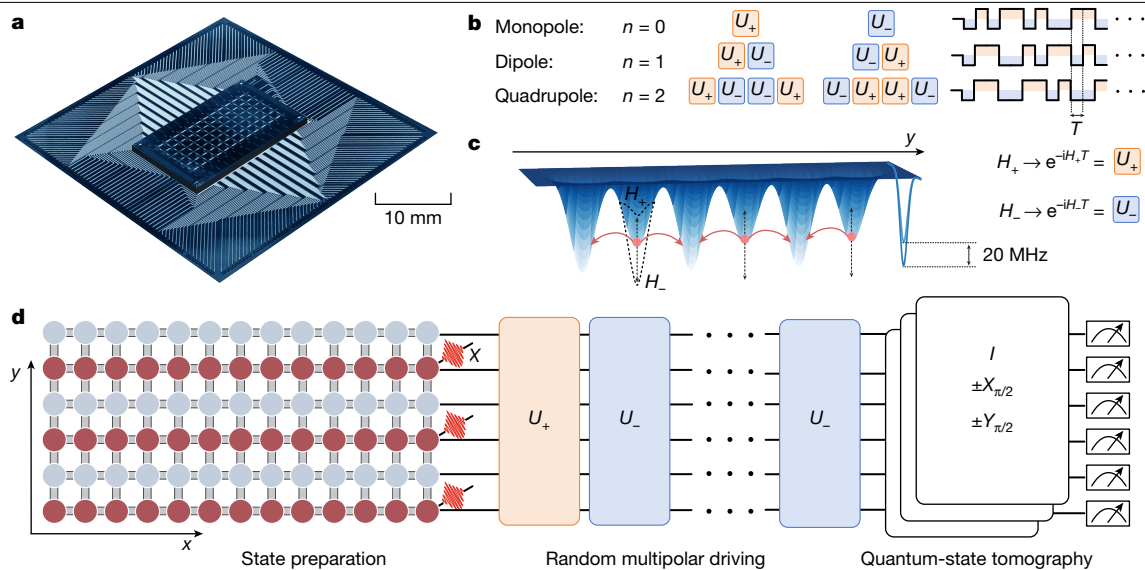 a
10 mm
b
Monopole: n = 0 U+ U−
Dipole: n = 1 U+ U− U− U+
Quadrupole: n = 2 U+ U− U− U+ U− U+ U+ U−
T
c
y
H+
H−
20 MHz
H+ → e^−iH+T = U+
H− → e^−iH−T = U−
d
y
x
X
U+
U−
U−
I
±Xπ/2
±Yπ/2
State preparation
Random multipolar driving
Quantum-state tomography